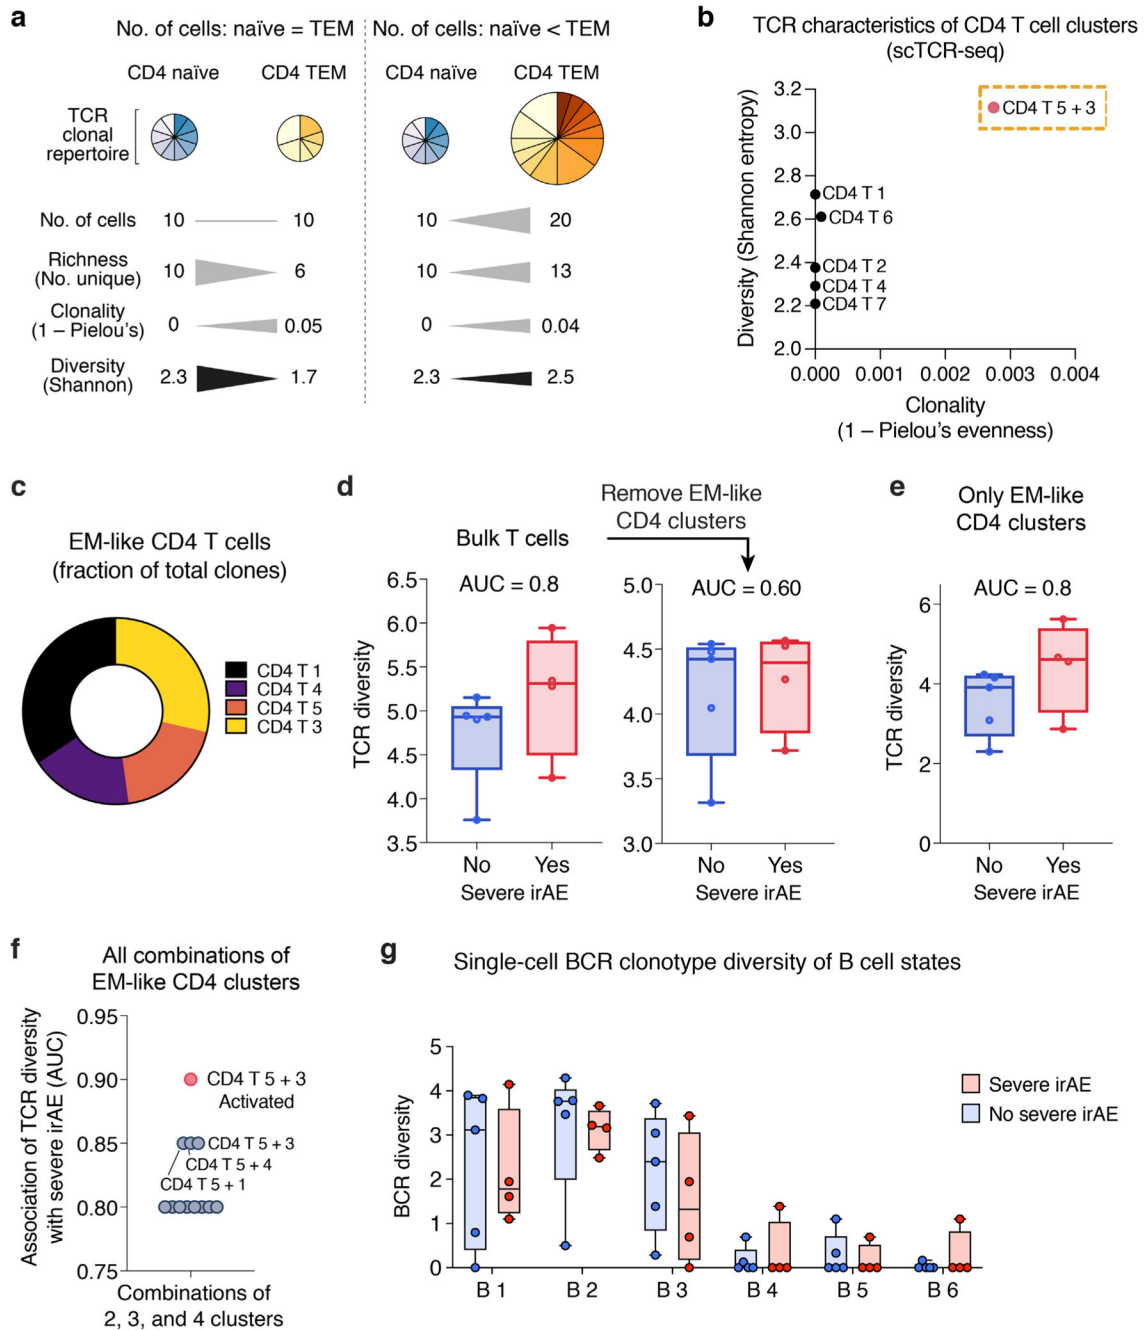 a
No. of cells: naïve = TEM
No. of cells: naïve < TEM
CD4 naïve
CD4 TEM
CD4 naïve
CD4 TEM
TCR
clonal
repertoire
No. of cells
10
10
10
20
Richness
(No. unique)
10
6
10
13
Clonality
(1 – Pielou's)
0
0.05
0
0.04
Diversity
(Shannon)
2.3
1.7
2.3
2.5
b
TCR characteristics of CD4 T cell clusters
(scTCR-seq)
Diversity (Shannon entropy)
3.2
3.0
2.8
2.6
2.4
2.2
2.0
CD4 T 5 + 3
CD4 T 1
CD4 T 6
CD4 T 2
CD4 T 4
CD4 T 7
0.000
0.001
0.002
0.003
0.004
Clonality
(1 – Pielou's evenness)
c
EM-like CD4 T cells
(fraction of total clones)
CD4 T 1
CD4 T 4
CD4 T 5
CD4 T 3
d
Bulk T cells
Remove EM-like
CD4 clusters
AUC = 0.8
TCR diversity
6.5
6.0
5.5
5.0
4.5
4.0
3.5
No
Yes
Severe irAE
AUC = 0.60
5.0
4.5
4.0
3.5
3.0
No
Yes
Severe irAE
e
Only EM-like
CD4 clusters
AUC = 0.8
TCR diversity
6
4
2
0
No
Yes
Severe irAE
f
All combinations of
EM-like CD4 clusters
Association of TCR diversity
with severe irAE (AUC)
0.95
0.90
0.85
0.80
0.75
CD4 T 5 + 3
Activated
CD4 T 5 + 3
CD4 T 5 + 4
CD4 T 5 + 1
Combinations of
2, 3, and 4 clusters
g
Single-cell BCR clonotype diversity of B cell states
BCR diversity
5
4
3
2
1
0
B 1
B 2
B 3
B 4
B 5
B 6
Severe irAE
No severe irAE